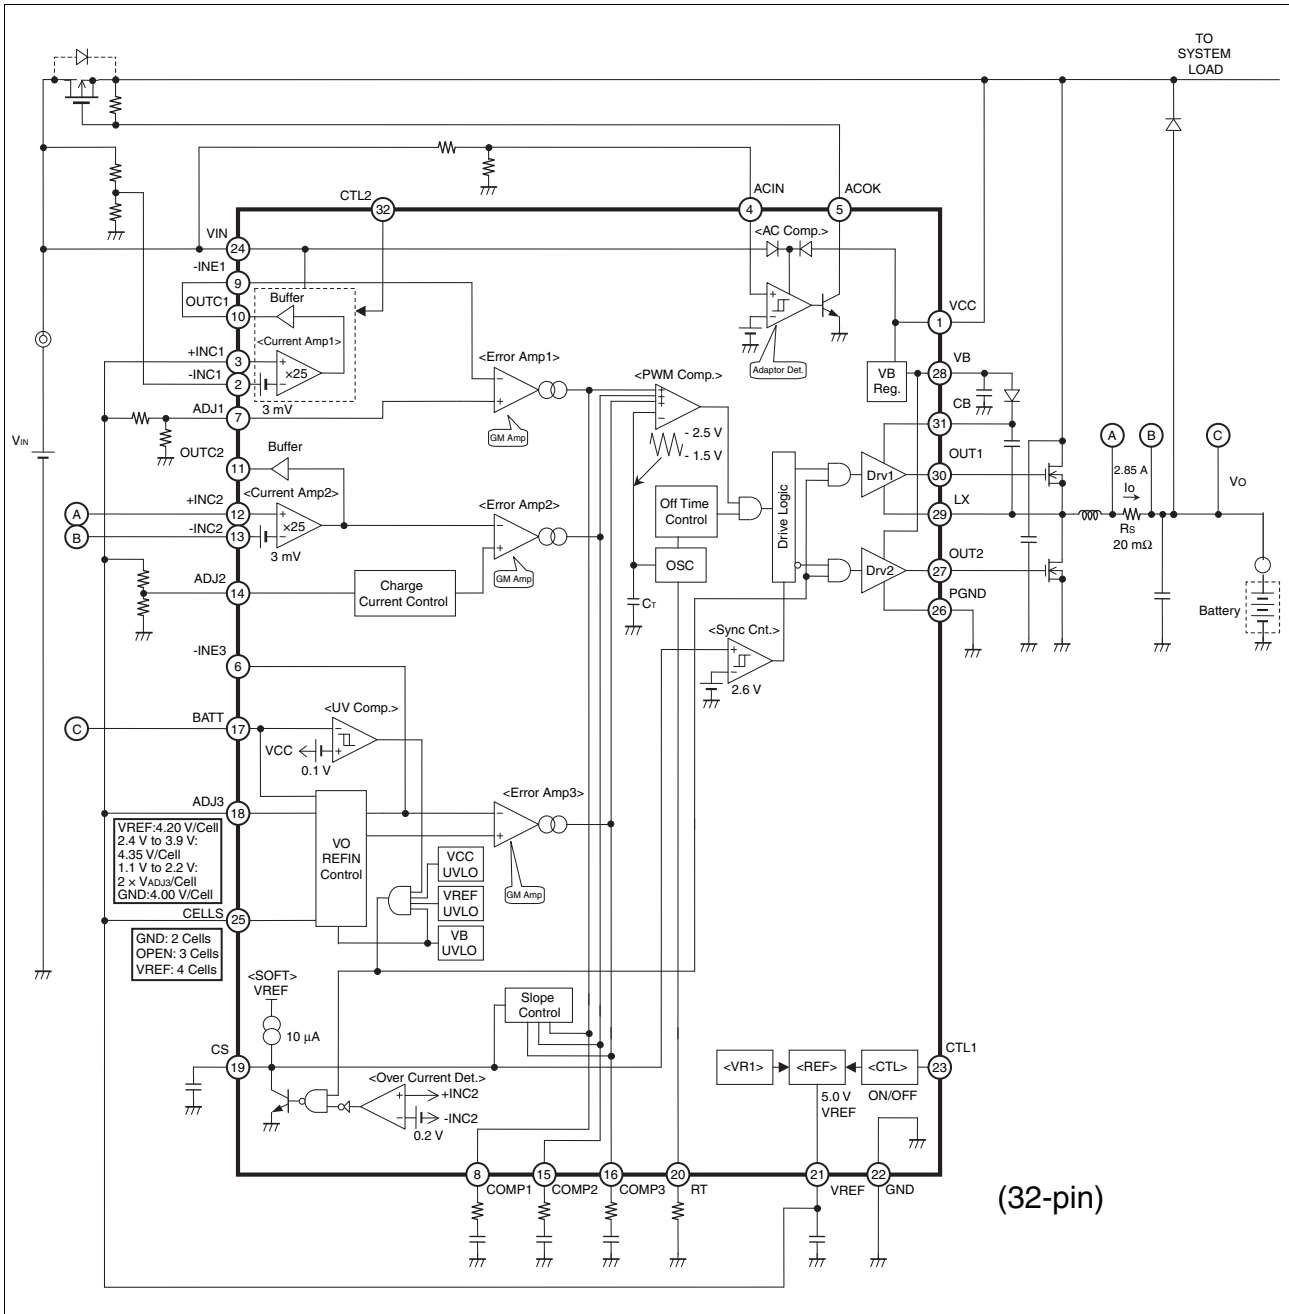 TO
SYSTEM
LOAD
CTL2
32
ACIN
4
ACOK
5
VIN
24
<AC Comp.>
-INE1
9
OUTC1
10
Buffer
<Current Amp1>
+INC1
3
-INC1
2
+
×25
-
3 mV
ADJ1
7
<Error Amp1>
-
+
GM Amp
<PWM Comp.>
+
+
+
-
- 2.5 V
- 1.5 V
+
-
Adaptor Det.
VCC
1
VB
Reg.
VB
28
CB
31
OUT1
30
LX
29
OUT2
27
PGND
26
Drv1
Drv2
Drive Logic
A
B
C
2.85 A
IO
RS
20 mΩ
VO
Battery
VIN
OUTC2
11
Buffer
<Current Amp2>
A
+INC2
12
B
-INC2
13
+
×25
-
3 mV
<Error Amp2>
-
+
GM Amp
Off Time
Control
OSC
CT
ADJ2
14
Charge
Current Control
<Sync Cnt.>
+
-
2.6 V
-INE3
6
C
BATT
17
<UV Comp.>
-
+
VCC
0.1 V
ADJ3
18
VREF:4.20 V/Cell
2.4 V to 3.9 V:
4.35 V/Cell
1.1 V to 2.2 V:
2 × VADJ3/Cell
GND:4.00 V/Cell
VO
REFIN
Control
<Error Amp3>
-
+
GM Amp
VCC
UVLO
VREF
UVLO
VB
UVLO
CELLS
25
GND: 2 Cells
OPEN: 3 Cells
VREF: 4 Cells
<SOFT>
VREF
10 μA
Slope
Control
CS
19
<Over Current Det.>
+
-
+INC2
-INC2
0.2 V
<VR1>
<REF>
<CTL>
CTL1
23
5.0 V
VREF
ON/OFF
8
COMP1
15
COMP2
16
COMP3
20
RT
21
VREF
22
GND
(32-pin)